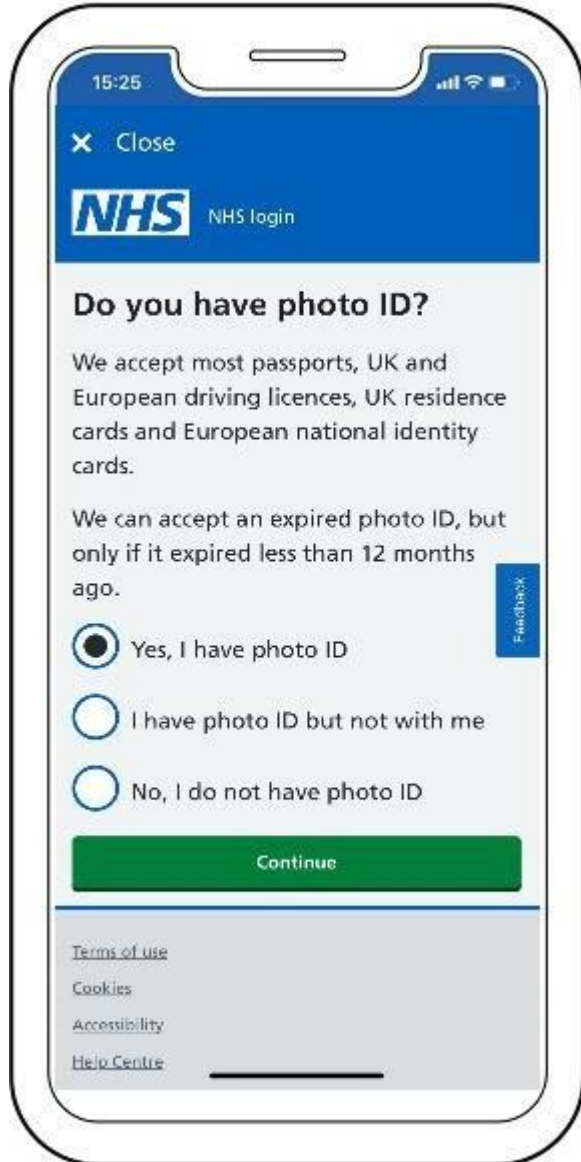 15:25
✕ Close
NHS NHS login
Do you have photo ID?
We accept most passports, UK and
European driving licences, UK residence
cards and European national identity
cards.
We can accept an expired photo ID, but
only if it expired less than 12 months
ago.
Feedback
Yes, I have photo ID
I have photo ID but not with me
No, I do not have photo ID
Continue
Terms of use
Cookies
Accessibility
Help Centre